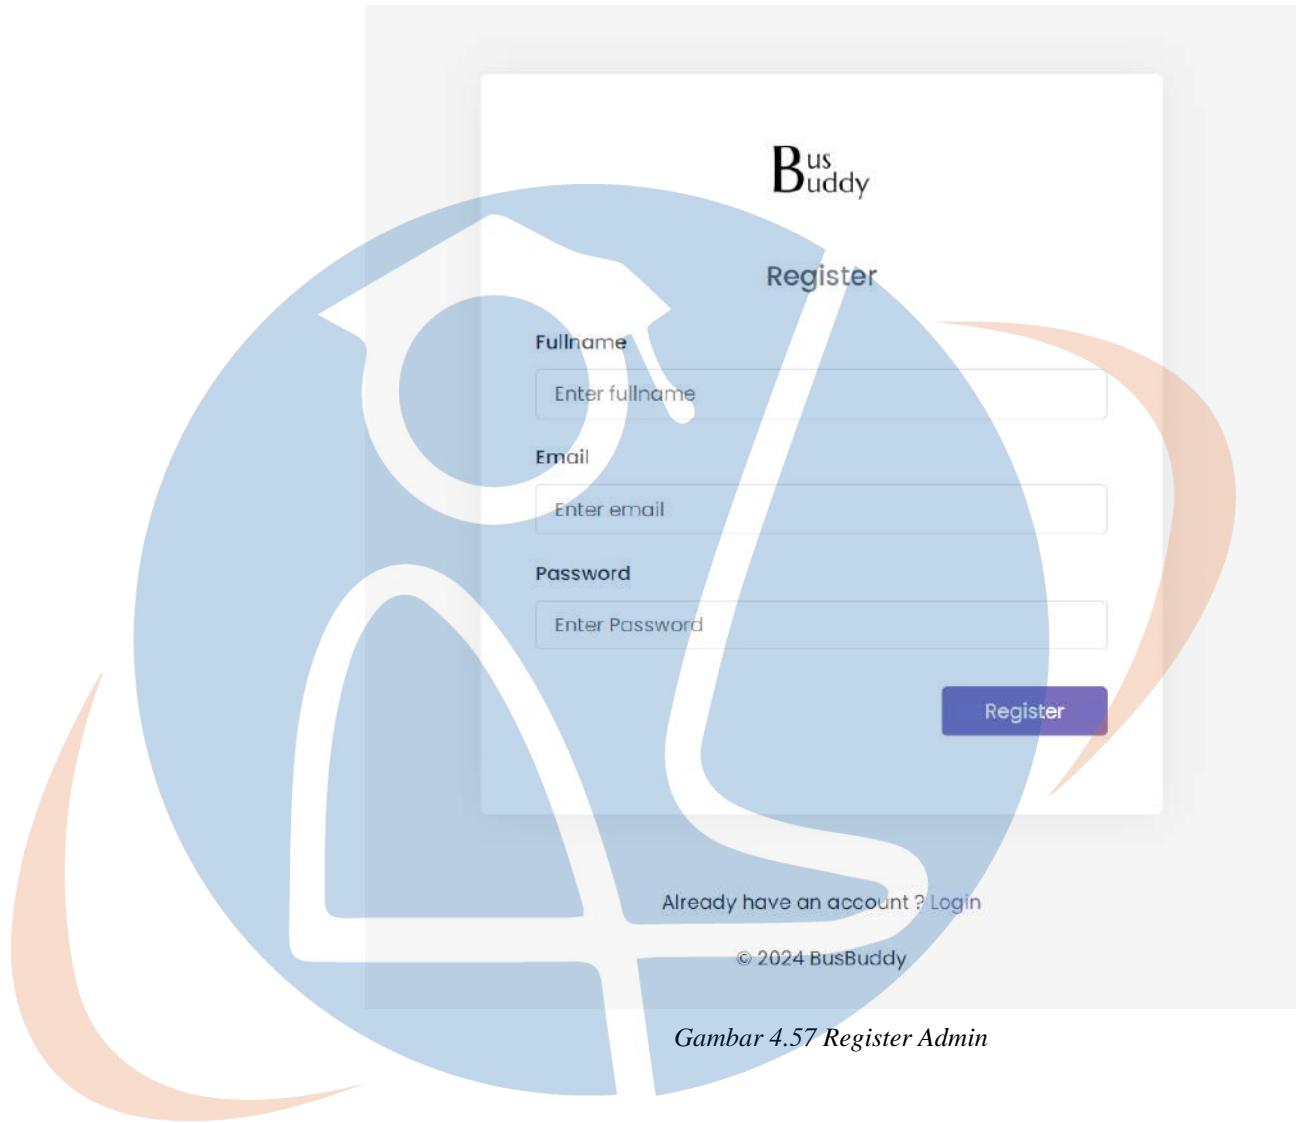 Bus
Buddy
Register
Fullname
Enter fullname
Email
Enter email
Password
Enter Password
Register
Already have an account ? Login
© 2024 BusBuddy
Gambar 4.57 Register Admin